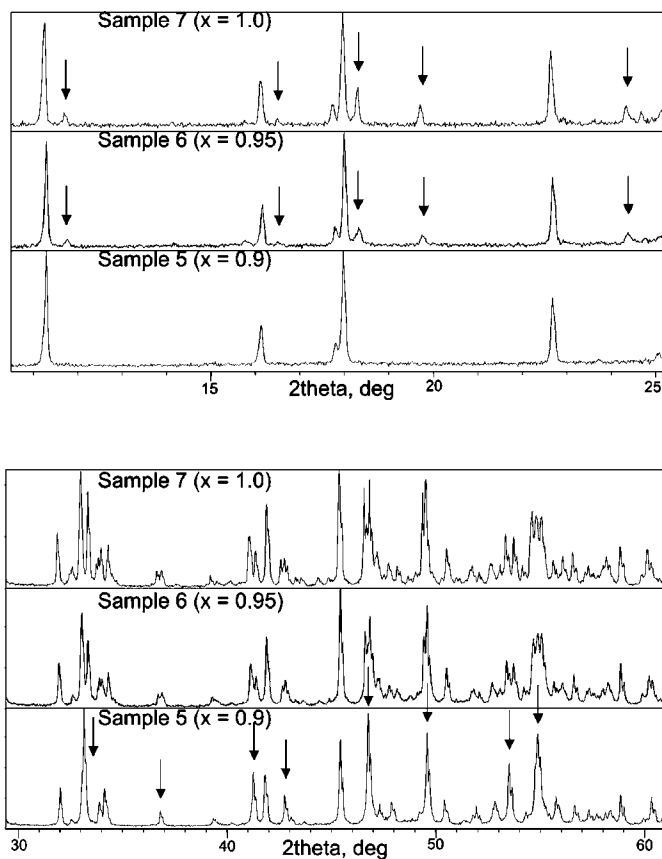 Sample 7 (x = 1.0)
Sample 6 (x = 0.95)
Sample 5 (x = 0.9)
15 20 25
2theta, deg
Sample 7 (x = 1.0)
Sample 6 (x = 0.95)
Sample 5 (x = 0.9)
30 40 50 60
2theta, deg